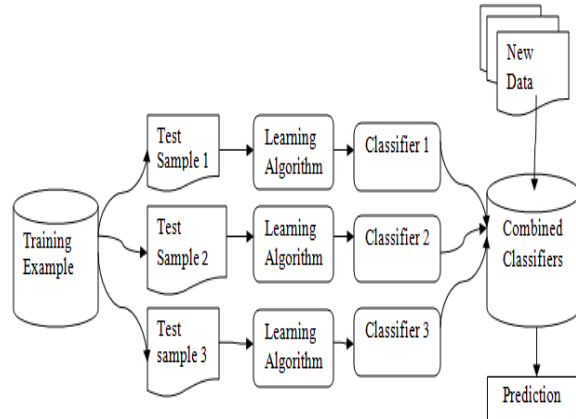 New
Data
Test
Sample 1
Learning
Algorithm
Classifier 1
Training
Example
Test
Sample 2
Learning
Algorithm
Classifier 2
Combined
Classifiers
Test
sample 3
Learning
Algorithm
Classifier 3
Prediction